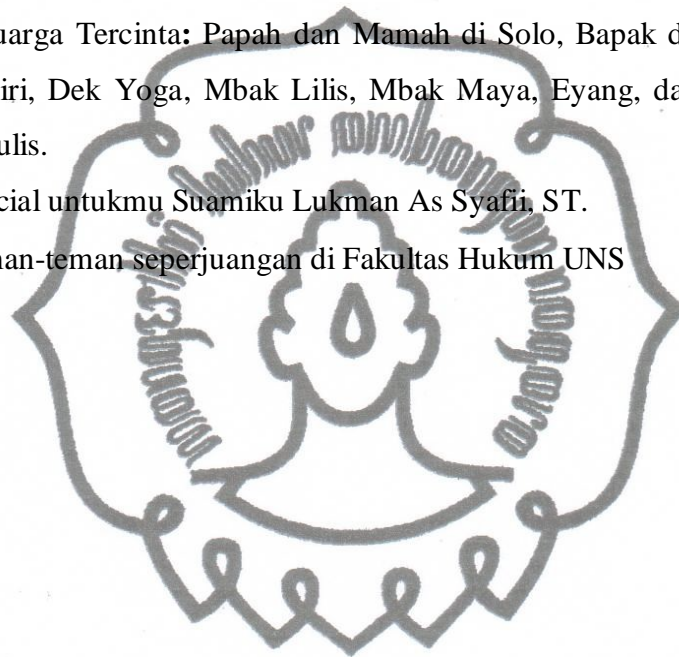 uarga Tercinta: Papah dan Mamah di Solo, Bapak d
iri, Dek Yoga, Mbak Lilis, Mbak Maya, Eyang, da
ulis.
cial untukmu Suamiku Lukman As Syafii, ST.
nan-teman seperjuangan di Fakultas Hukum UNS